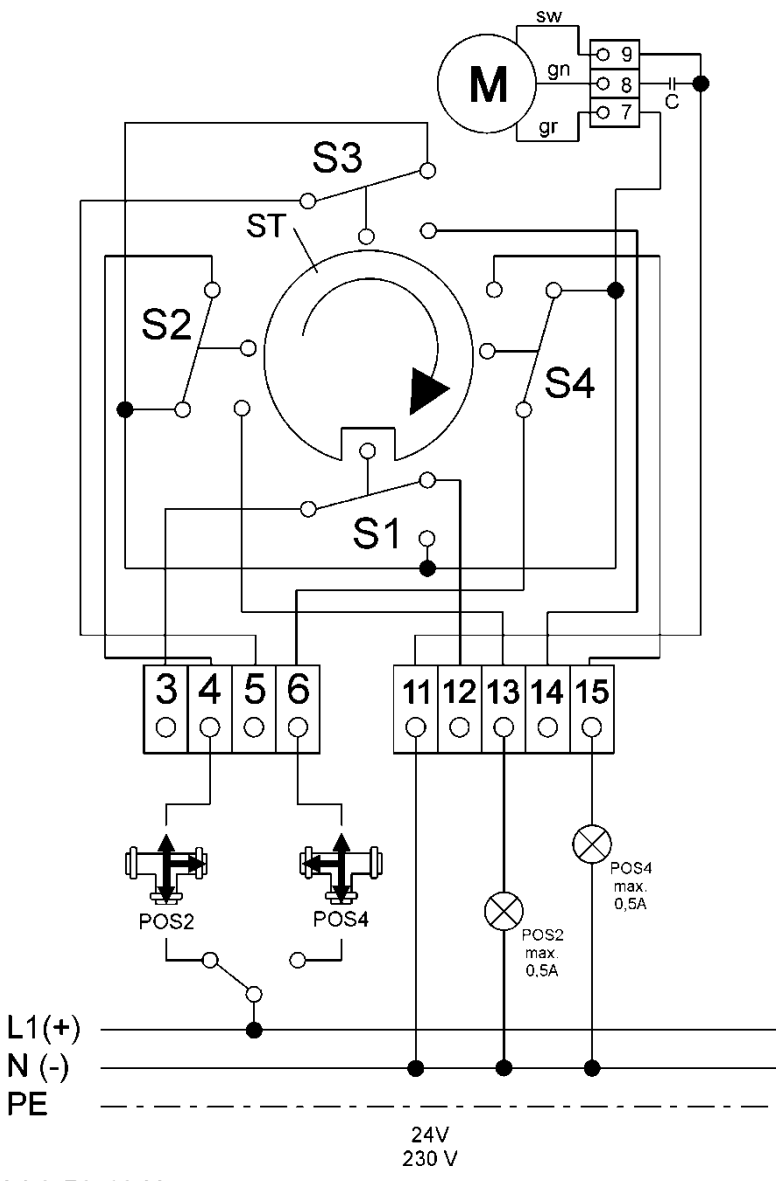 sw
9
gn
M
8
C
gr
7
S3
ST
S2
S4
S1
3 4 5 6
11 12 13 14 15
POS4
max.
0,5A
POS2 POS4
POS2
max.
0,5A
L1(+)
N (-)
PE
24V
230 V